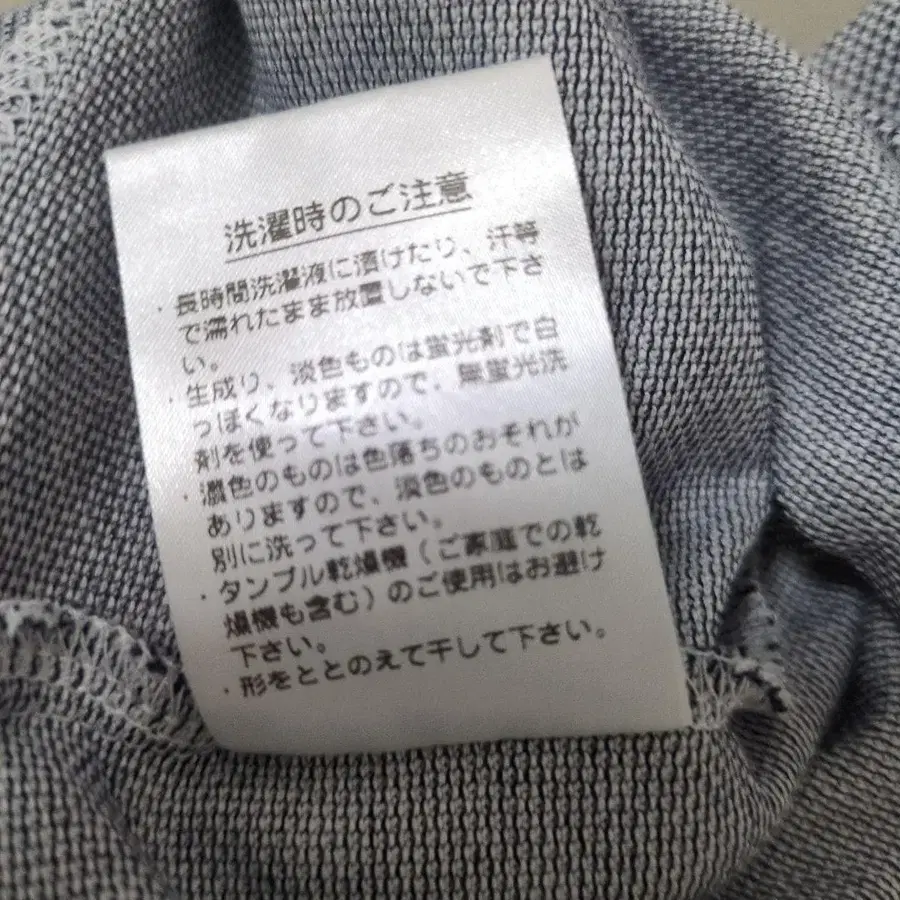 洗濯時のご注意
・長時間洗濯液に漬けたり、汗等
で濡れたまま放置しないで下さ
い。
・生成り、淡色ものは蛍光剤で白
っぽくなりますので、無蛍光洗
剤を使って下さい。
・濃色のものは色落ちのおそれが
ありますので、淡色のものとは
別に洗って下さい。
・タンブル乾燥機(ご家庭での乾
燥機も含む)のご使用はお避け
下さい。
・形をととのえて干して下さい。